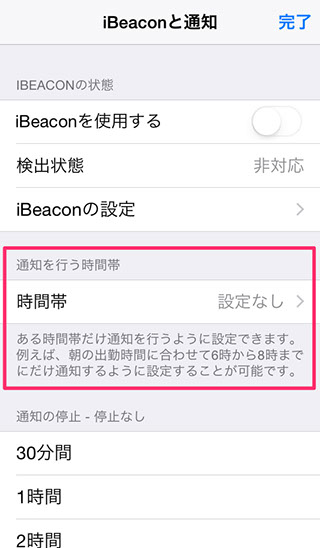 iBeaconと通知
完了
IBEACONの状態
iBeaconを使用する
検出状態
非対応
iBeaconの設定
通知を行う時間帯
時間帯
設定なし
ある時間帯だけ通知を行うように設定できます。
例えば、朝の出勤時間に合わせて6時から8時まで
にだけ通知するように設定することが可能です。
通知の停止 - 停止なし
30分間
1時間
2時間